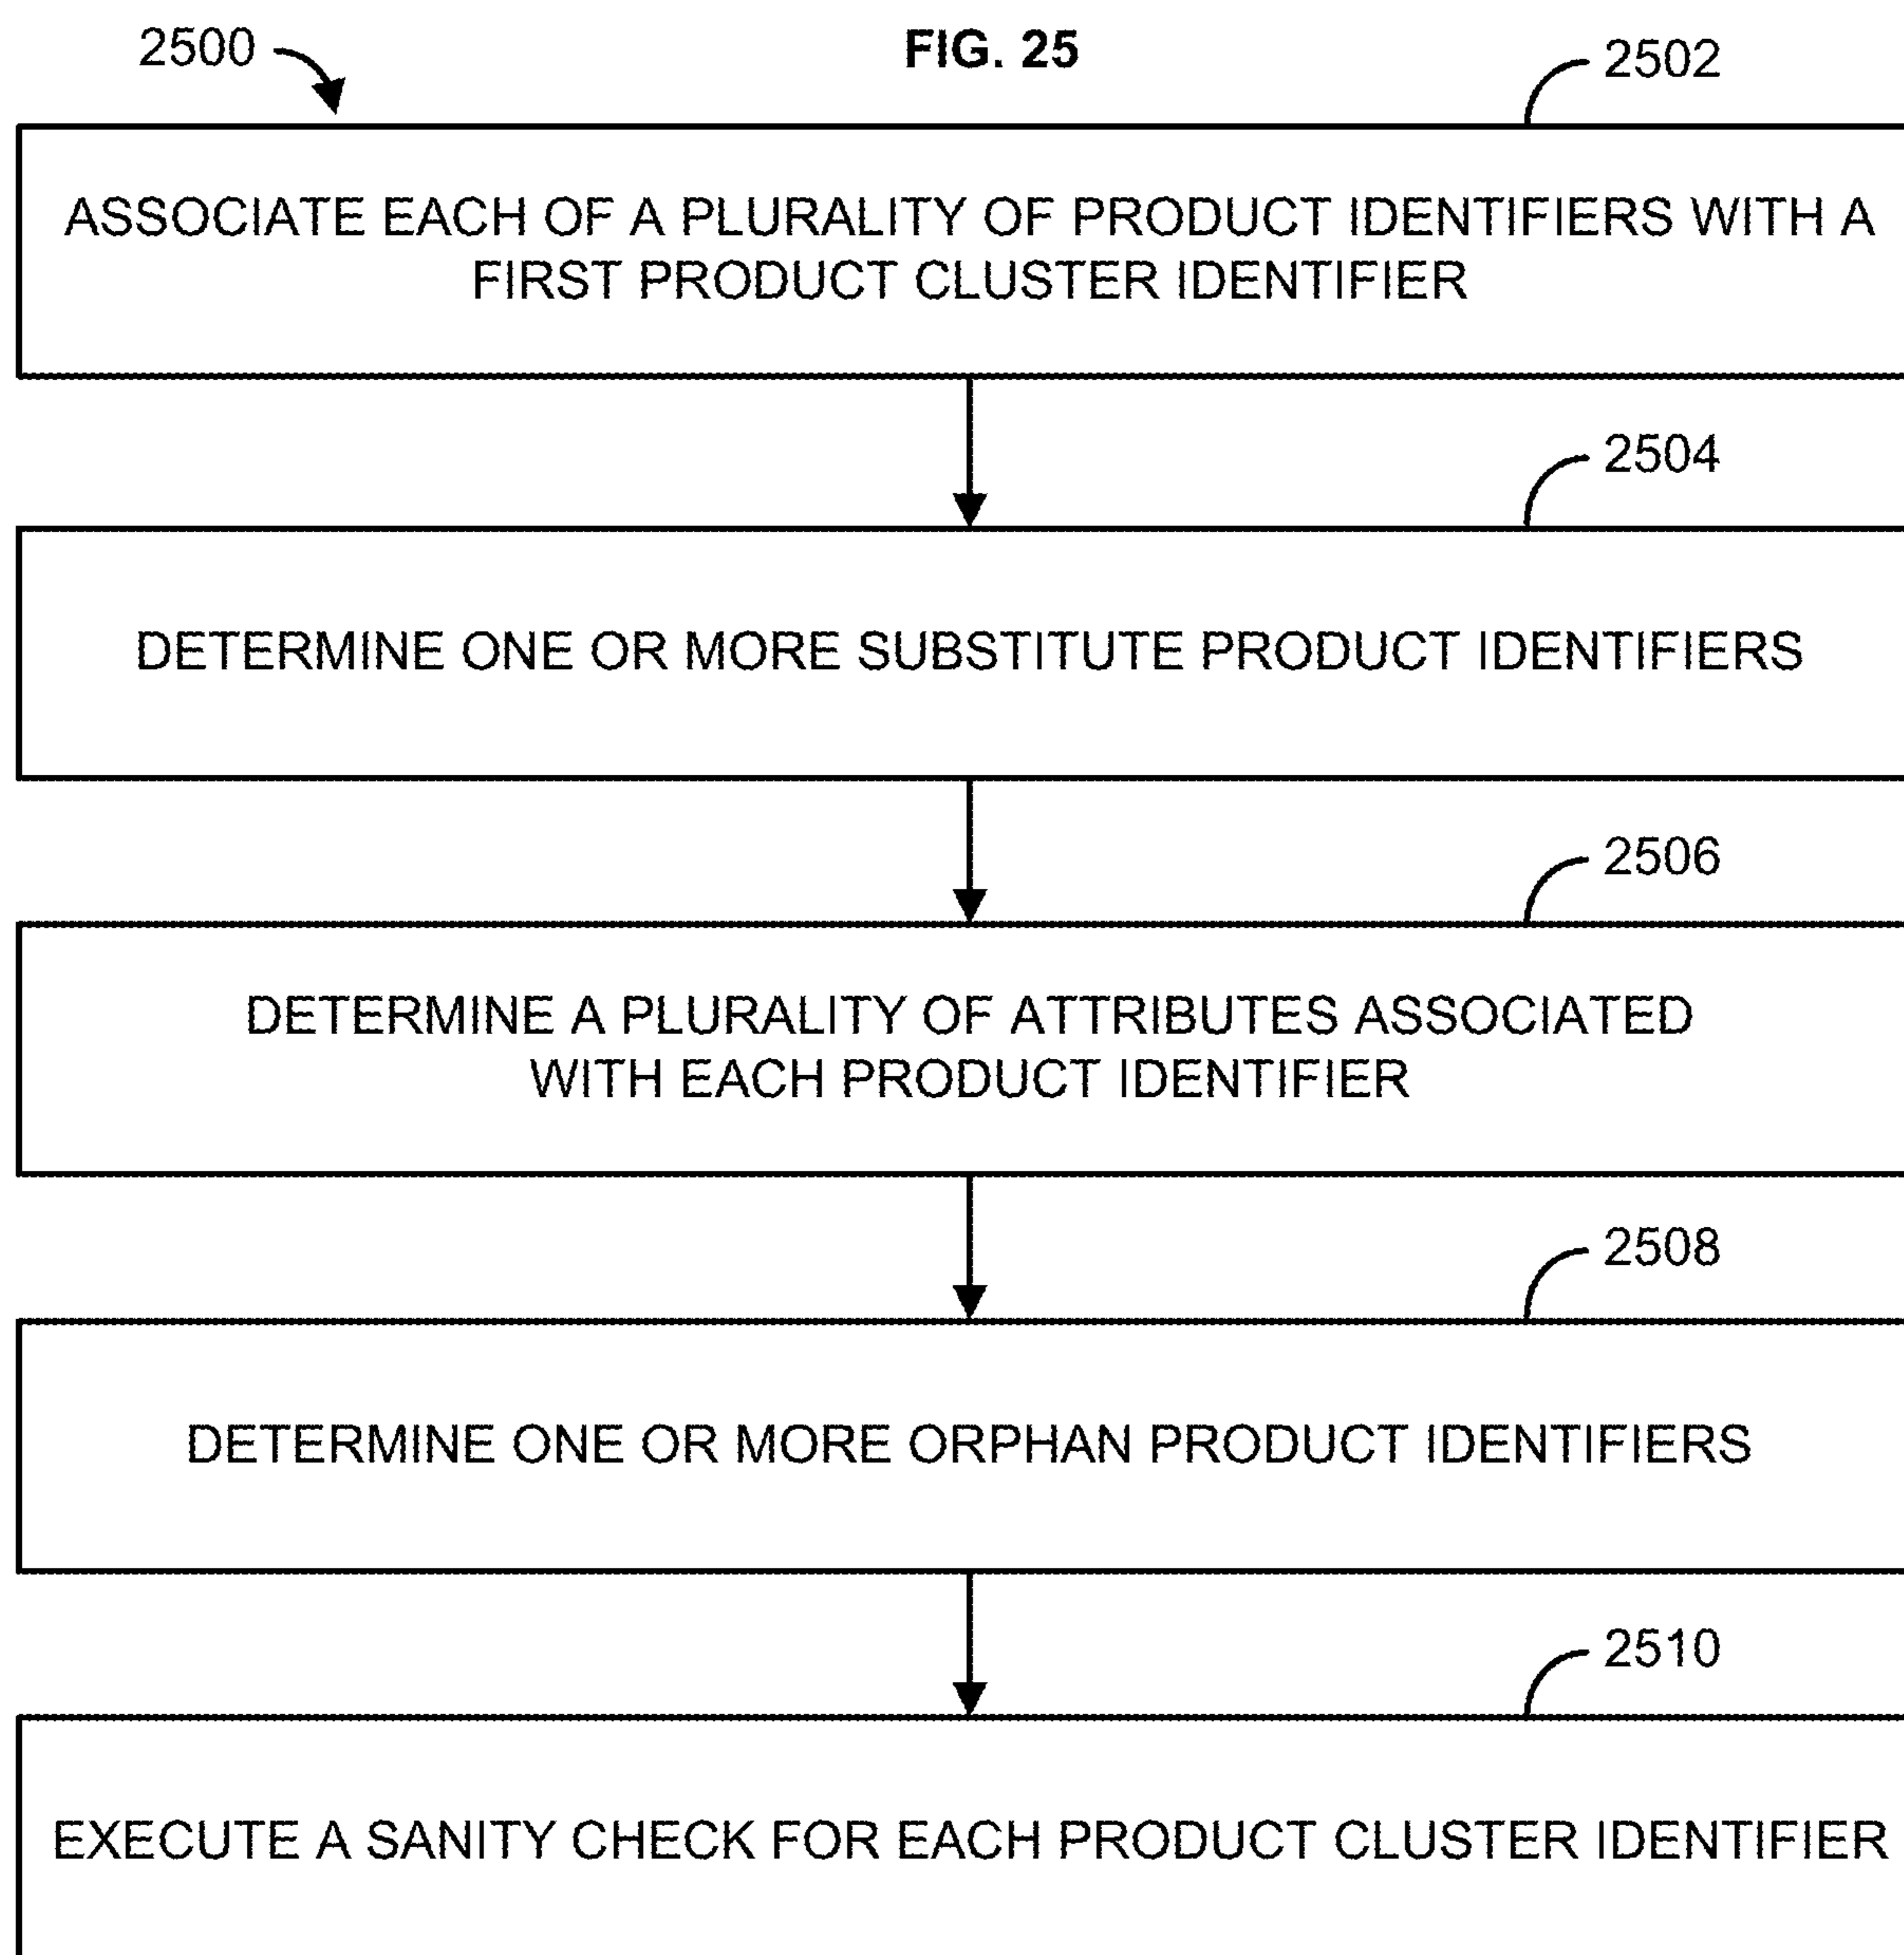 2500
FIG. 25
2502
ASSOCIATE EACH OF A PLURALITY OF PRODUCT IDENTIFIERS WITH A
FIRST PRODUCT CLUSTER IDENTIFIER
2504
DETERMINE ONE OR MORE SUBSTITUTE PRODUCT IDENTIFIERS
2506
DETERMINE A PLURALITY OF ATTRIBUTES ASSOCIATED
WITH EACH PRODUCT IDENTIFIER
2508
DETERMINE ONE OR MORE ORPHAN PRODUCT IDENTIFIERS
2510
EXECUTE A SANITY CHECK FOR EACH PRODUCT CLUSTER IDENTIFIER